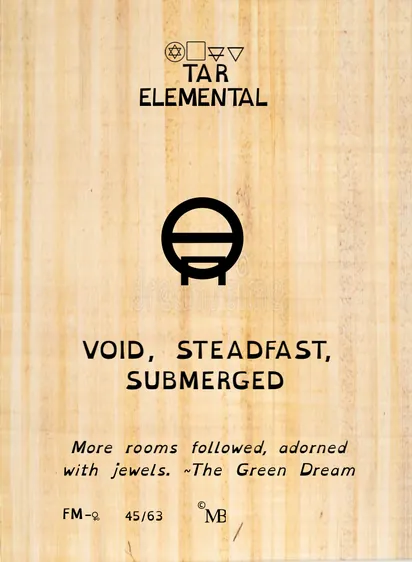 TAR
ELEMENTAL
VOID, STEADFAST,
SUBMERGED
More rooms followed, adorned
with jewels. ~The Green Dream
FM-♀ 45/63 © MB